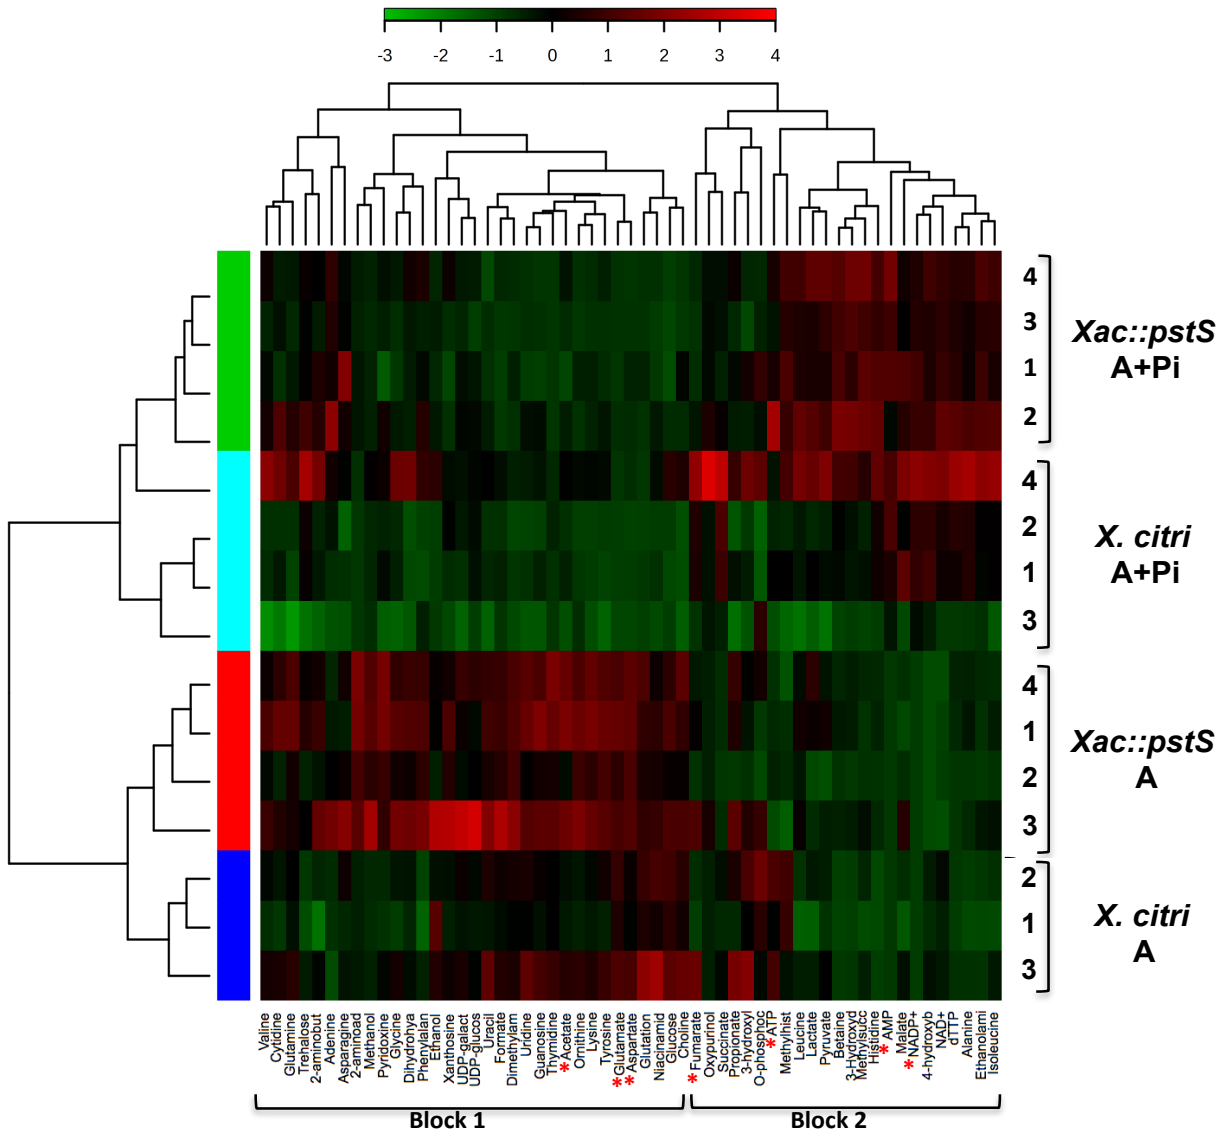 -3 -2 -1 0 1 2 3 4
4
3
1
2
Xac::pstS
A+Pi
4
2
1
3
X. citri
A+Pi
4
1
2
3
Xac::pstS
A
2
1
3
X. citri
A
Valine
Cytidine
Glutamine
Trehalose
2-aminobut
Adenine
Asparagine
2-aminoad
Methanol
Pyridoxine
Glycine
Dihydrohya
Phenylalan
Ethanol
Xanthosine
UDP-galact
UDP-glucos
Uracil
Formate
Dimethylam
Uridine
Guanosine
Thymidine
*Acetate
Ornithine
Lysine
Tyrosine
*Glutamate
*Aspartate
Glutation
Niacinamid
Glucose
Choline
*Fumarate
Oxypurinol
Succinate
Propionate
3-hydroxyl
O-phosphoc
*ATP
Methylhist
Leucine
Lactate
Pyruvate
Betaine
3-Hydroxyd
Methylsucc
Histidine
* AMP
Malate
*NADP+
4-hydroxyb
NAD+
dTTP
Alanine
Ethanolami
Isoleucine
Block 1
Block 2